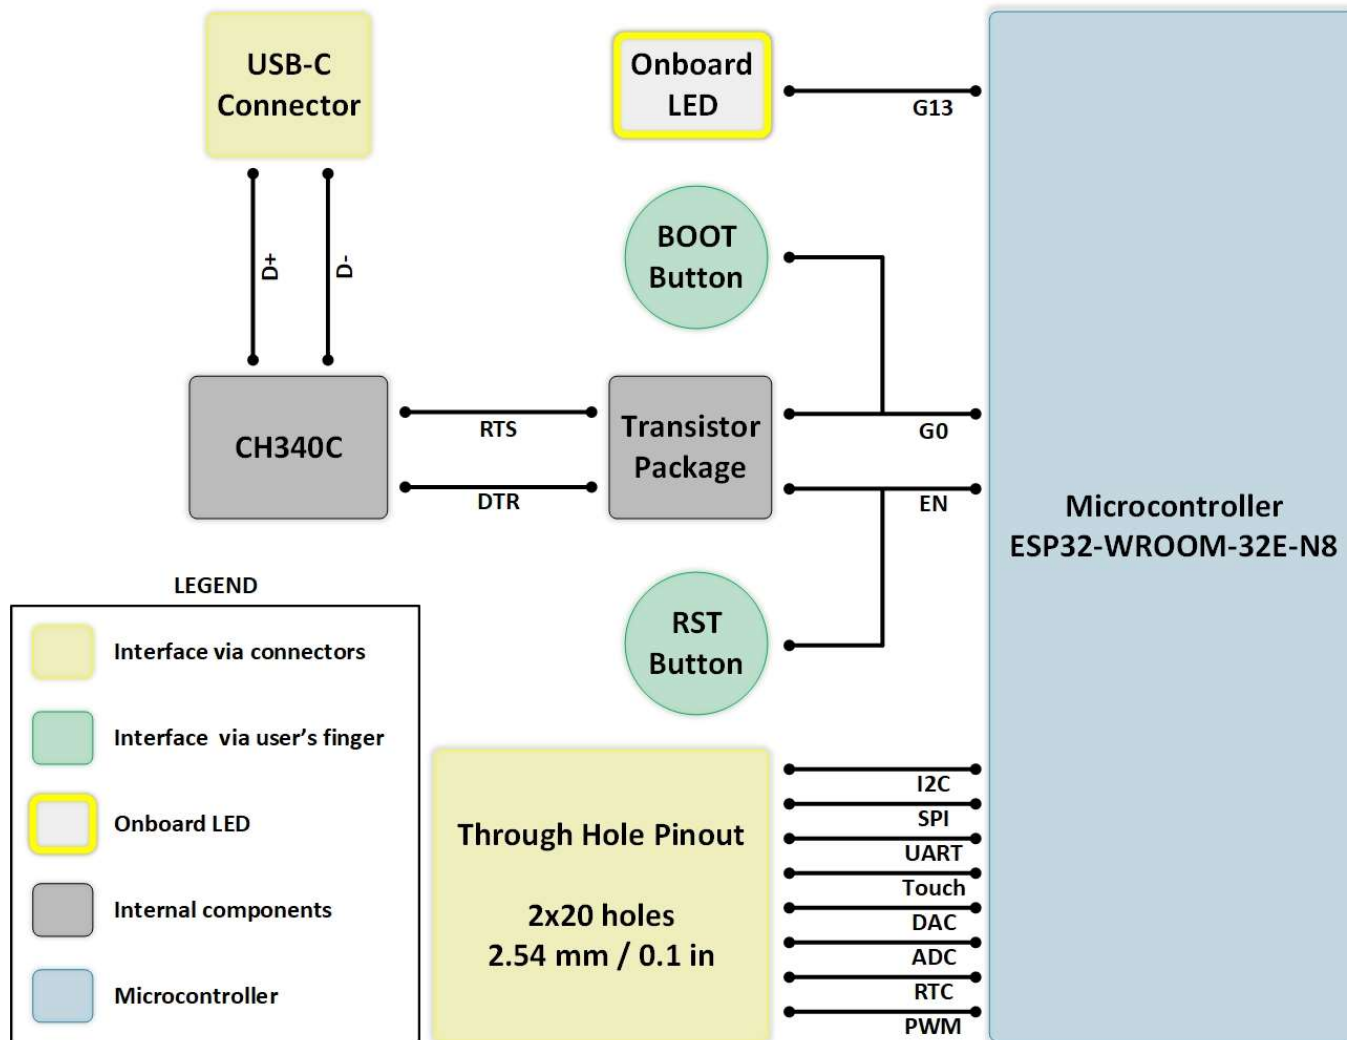 USB-C
Connector
Onboard
LED
G13
BOOT
Button
D+
D-
CH340C
RTS
DTR
Transistor
Package
G0
EN
Microcontroller
ESP32-WROOM-32E-N8
RST
Button
LEGEND
Interface via connectors
Interface via user’s finger
Onboard LED
Internal components
Microcontroller
Through Hole Pinout
2x20 holes
2.54 mm / 0.1 in
I2C
SPI
UART
Touch
DAC
ADC
RTC
PWM